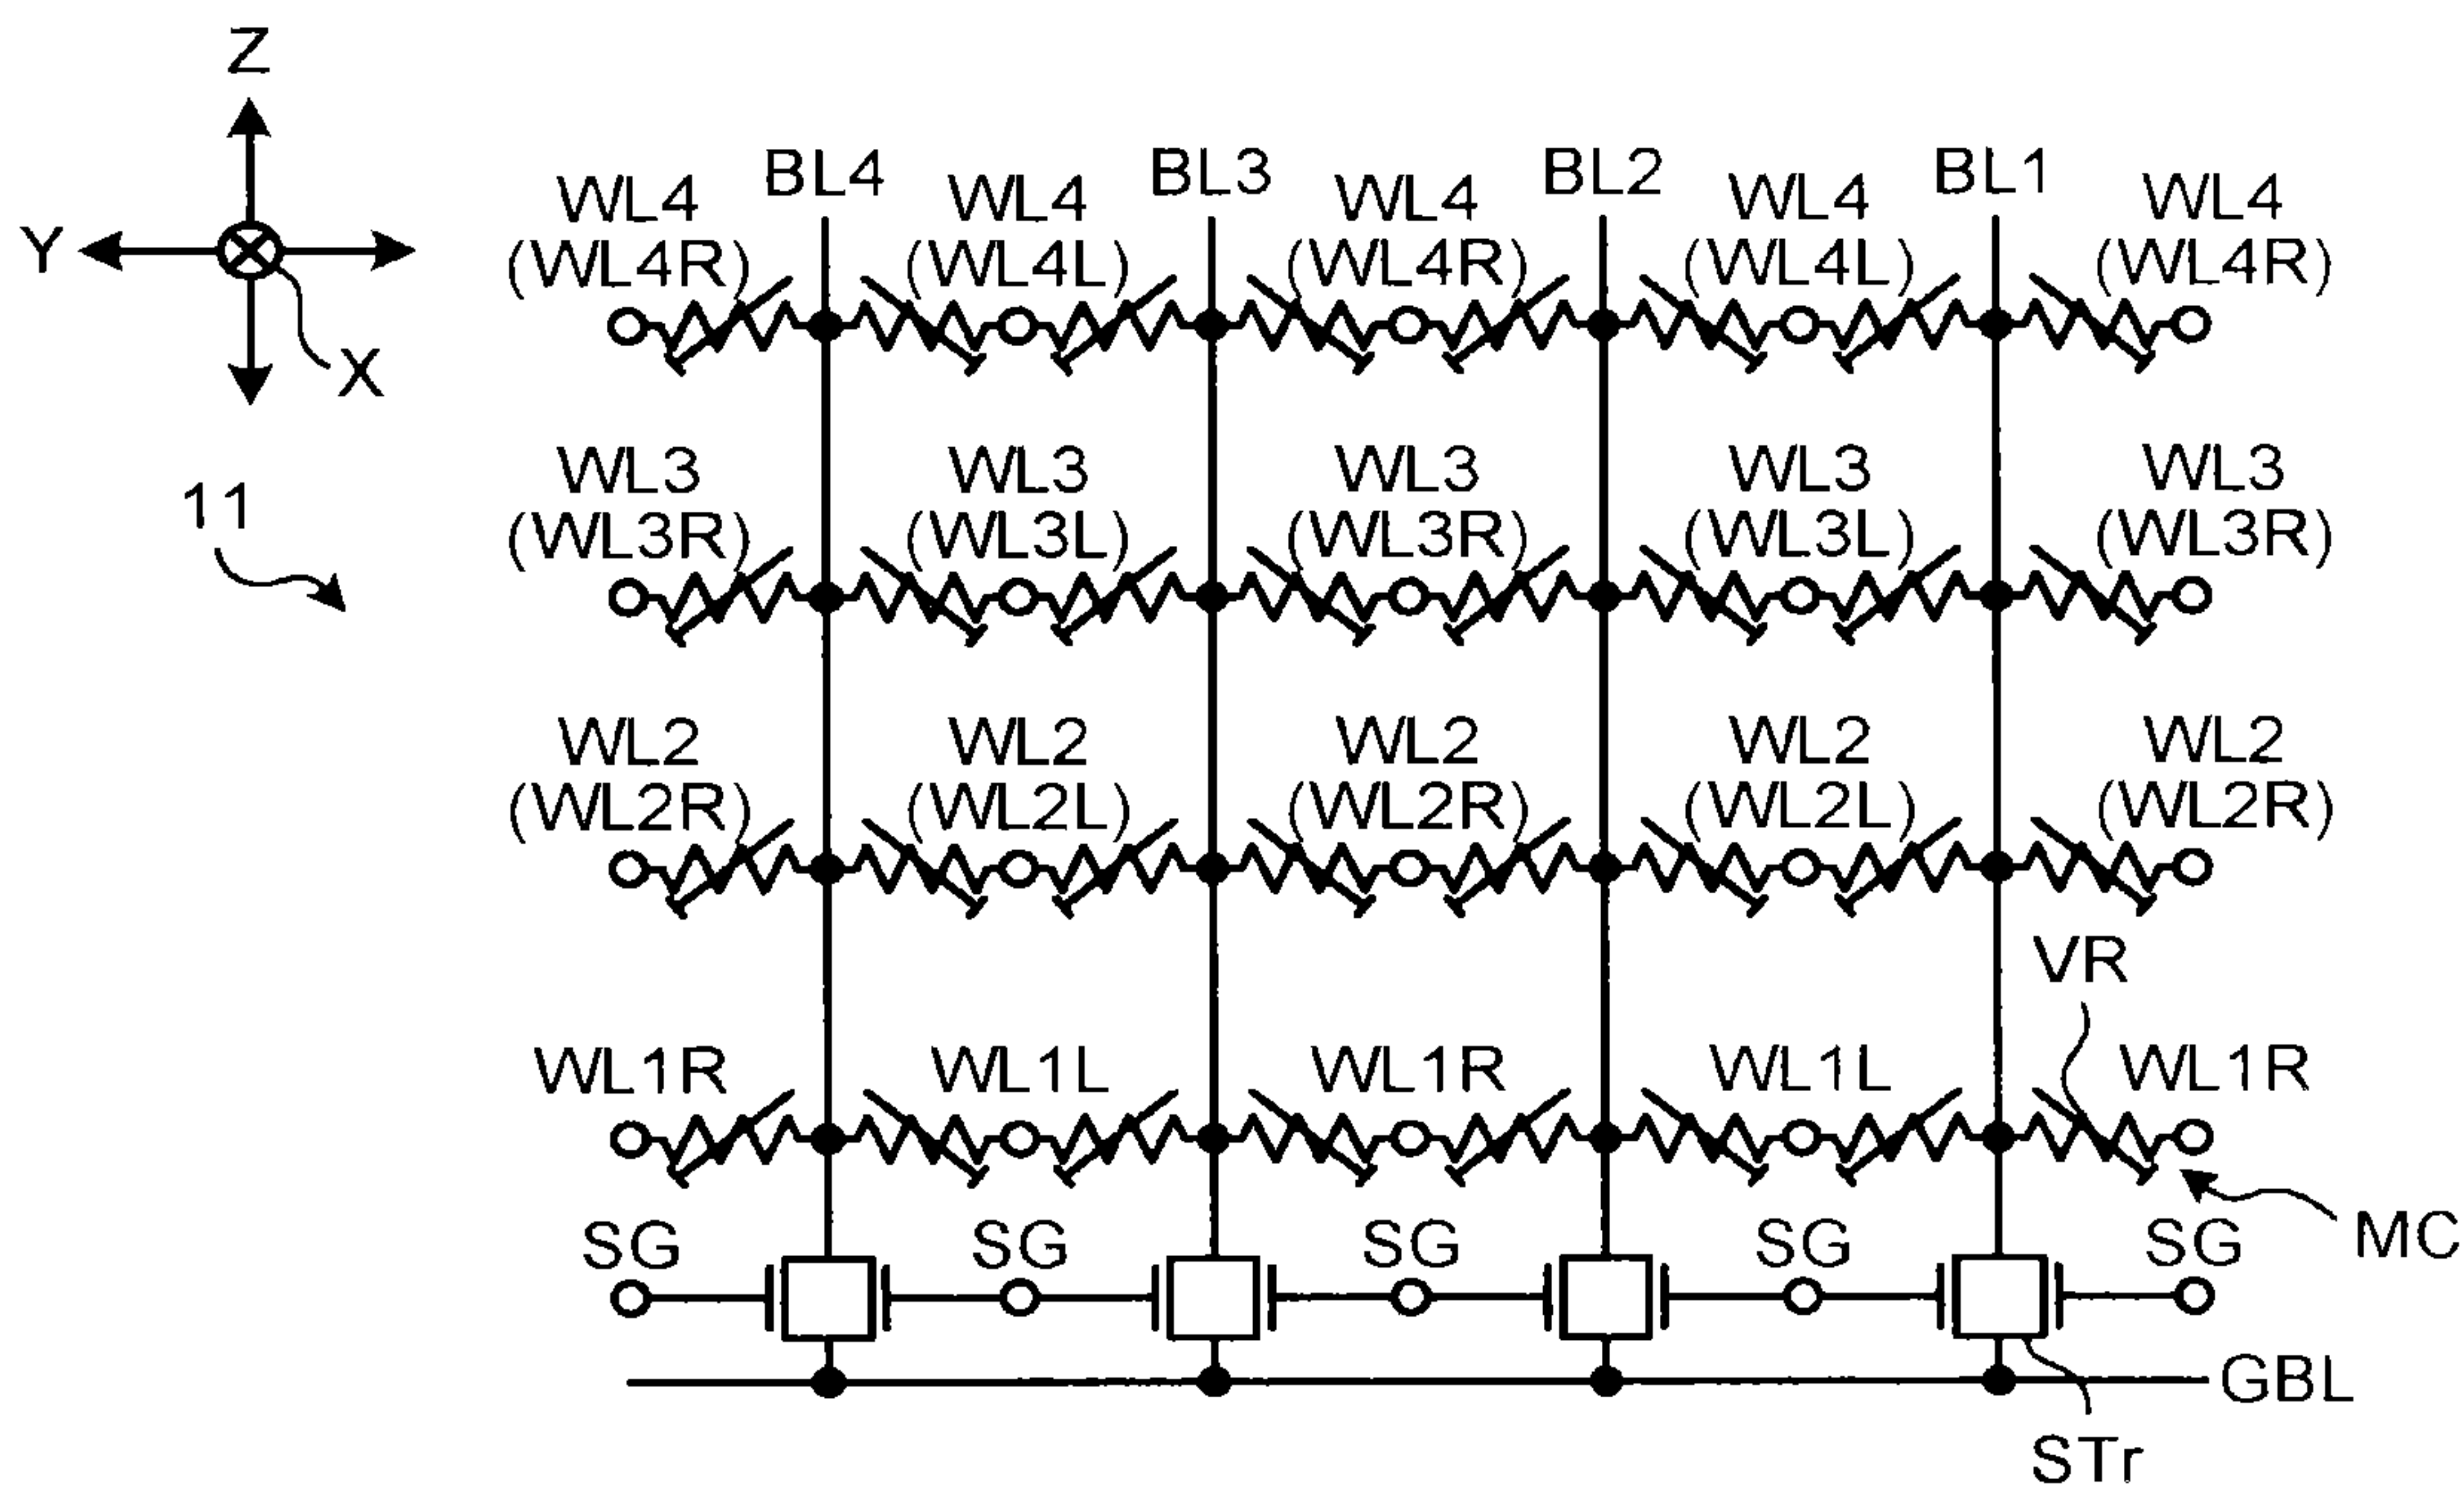 Z
Y
X
11
BL4 BL3 BL2 BL1
WL4 WL4 WL4 WL4 WL4
(WL4R) (WL4L) (WL4R) (WL4L) (WL4R)
WL3 WL3 WL3 WL3 WL3
(WL3R) (WL3L) (WL3R) (WL3L) (WL3R)
WL2 WL2 WL2 WL2 WL2
(WL2R) (WL2L) (WL2R) (WL2L) (WL2R)
VR
WL1R WL1L WL1R WL1L WL1R
MC
SG SG SG SG SG
GBL
STr